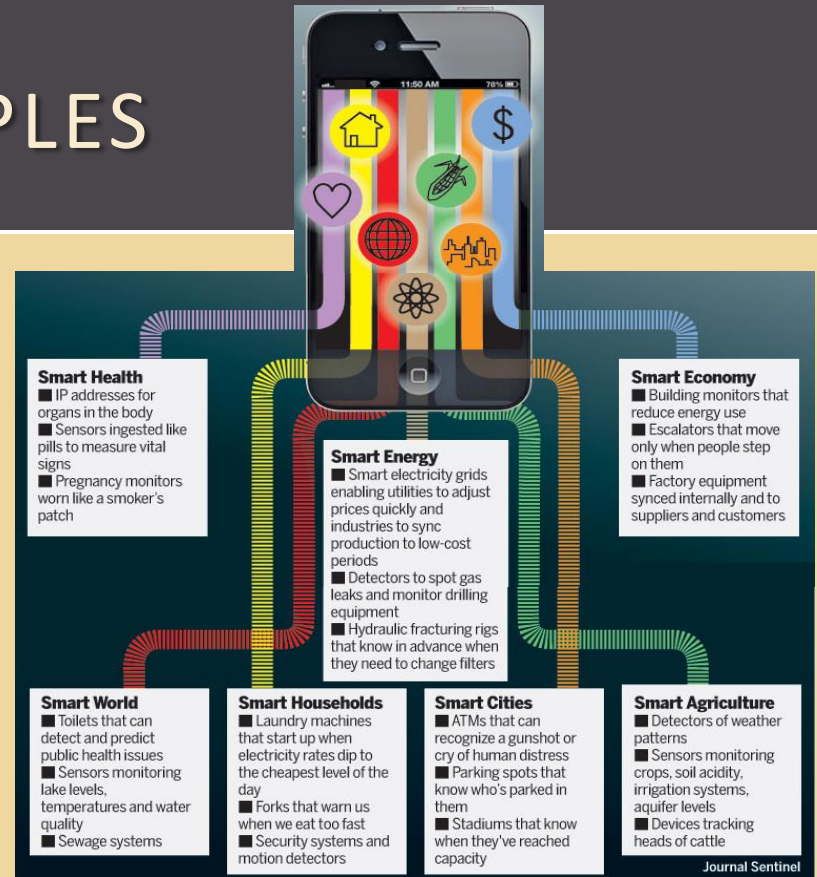 PLES
11:50 AM
78%
$
Smart Health
■ IP addresses for
organs in the body
■ Sensors ingested like
pills to measure vital
signs
■ Pregnancy monitors
worn like a smoker's
patch
Smart Energy
■ Smart electricity grids
enabling utilities to adjust
prices quickly and
industries to sync
production to low-cost
periods
■ Detectors to spot gas
leaks and monitor drilling
equipment
■ Hydraulic fracturing rigs
that know in advance when
they need to change filters
Smart Economy
■ Building monitors that
reduce energy use
■ Escalators that move
only when people step
on them
■ Factory equipment
synced internally and to
suppliers and customers
Smart World
■ Toilets that can
detect and predict
public health issues
■ Sensors monitoring
lake levels,
temperatures and water
quality
■ Sewage systems
Smart Households
■ Laundry machines
that start up when
electricity rates dip to
the cheapest level of the
day
■ Forks that warn us
when we eat too fast
■ Security systems and
motion detectors
Smart Cities
■ ATMs that can
recognize a gunshot or
cry of human distress
■ Parking spots that
know who's parked in
them
■ Stadiums that know
when they've reached
capacity
Smart Agriculture
■ Detectors of weather
patterns
■ Sensors monitoring
crops, soil acidity,
irrigation systems,
aquifer levels
■ Devices tracking
heads of cattle
Journal Sentinel